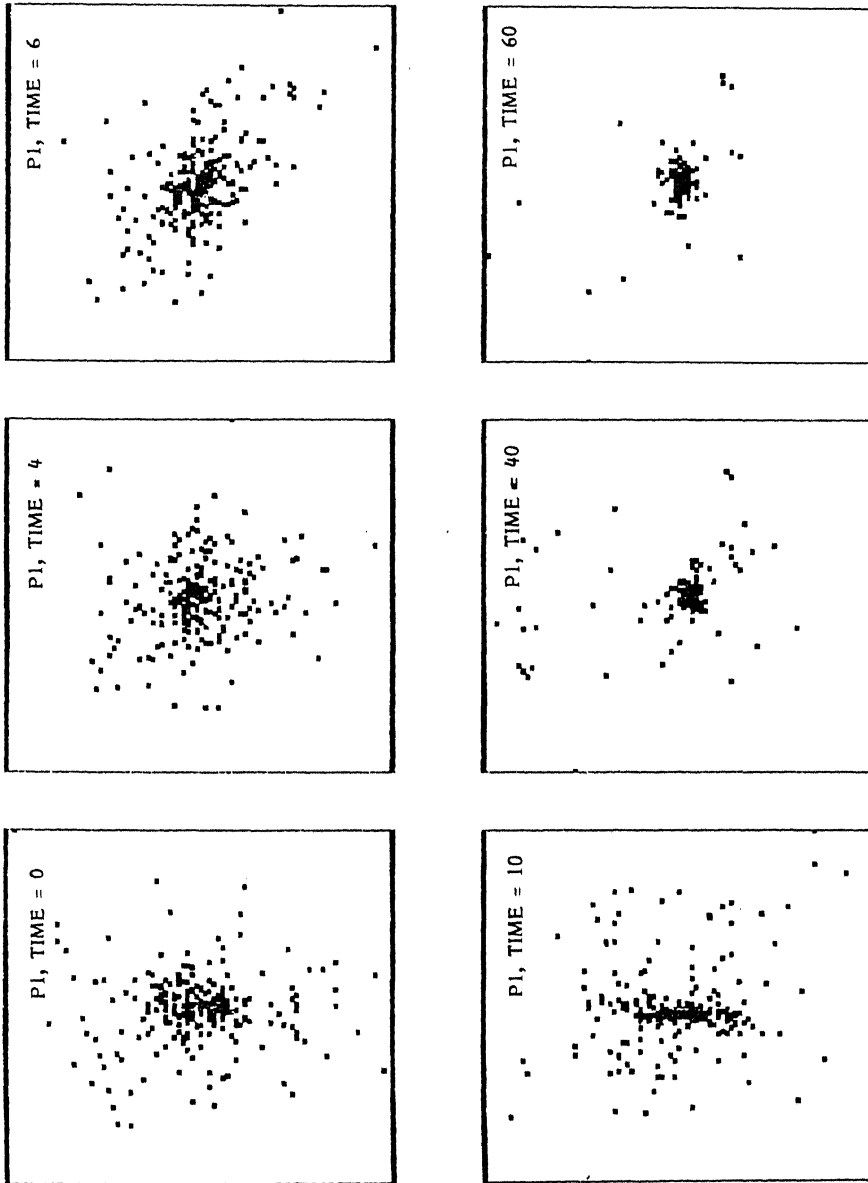 P1, TIME = 0
P1, TIME = 4
P1, TIME = 6
P1, TIME = 10
P1, TIME = 40
P1, TIME = 60